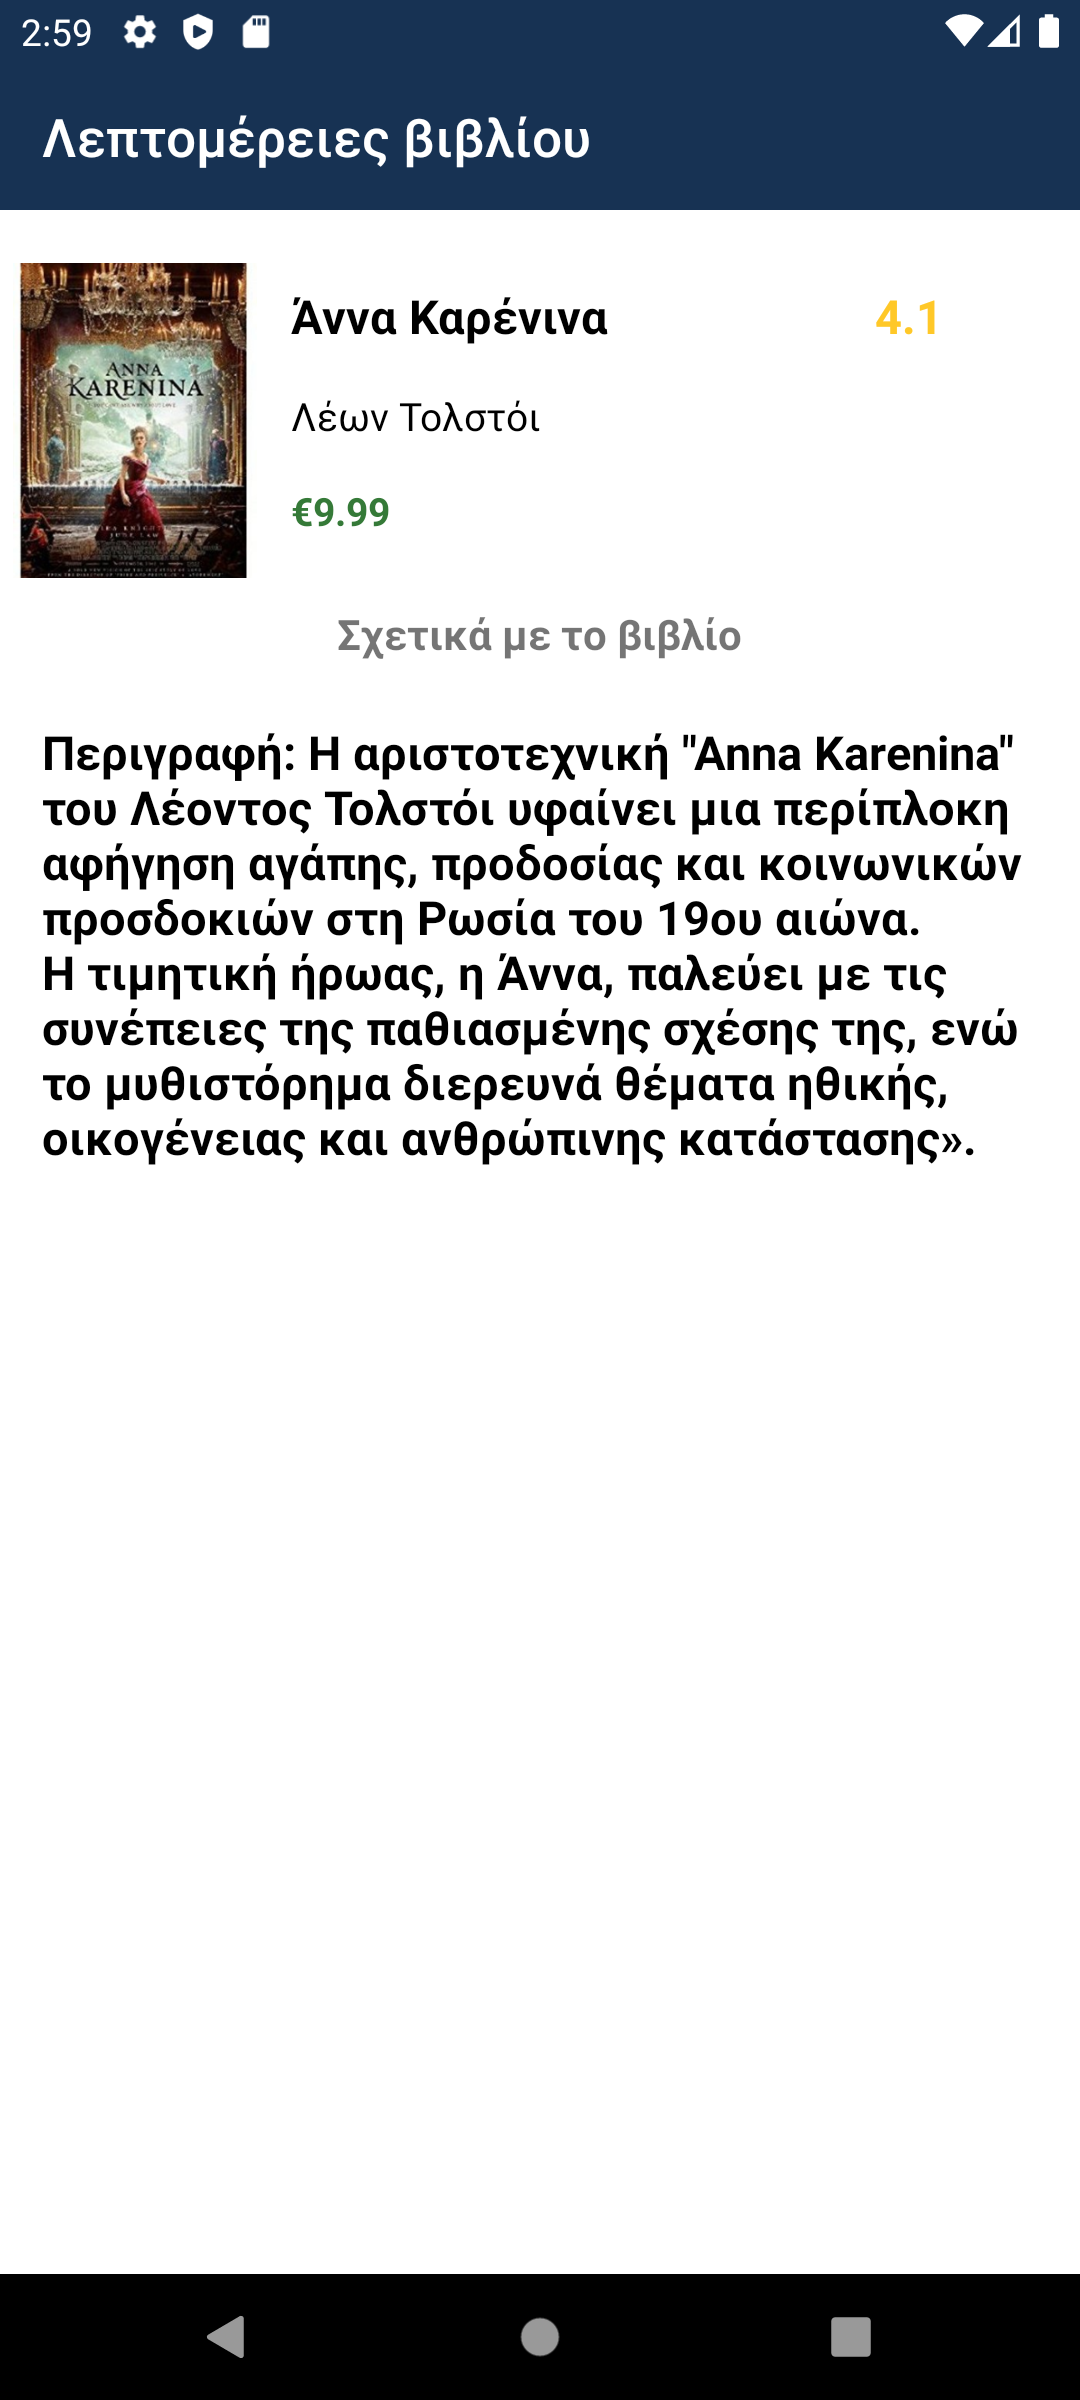 2:59
Λεπτομέρειες βιβλίου
ANNA
KARENINA
Άννα Καρένινα
4.1
Λέων Τολστόι
€9.99
Σχετικά με το βιβλίο
Περιγραφή: Η αριστοτεχνική "Anna Karenina"
του Λέοντος Τολστόι υφαίνει μια περίπλοκη
αφήγηση αγάπης, προδοσίας και κοινωνικών
προσδοκιών στη Ρωσία του 19ου αιώνα.
Η τιμητική ήρωας, η Άννα, παλεύει με τις
συνέπειες της παθιασμένης σχέσης της, ενώ
το μυθιστόρημα διερευνά θέματα ηθικής,
οικογένειας και ανθρώπινης κατάστασης».